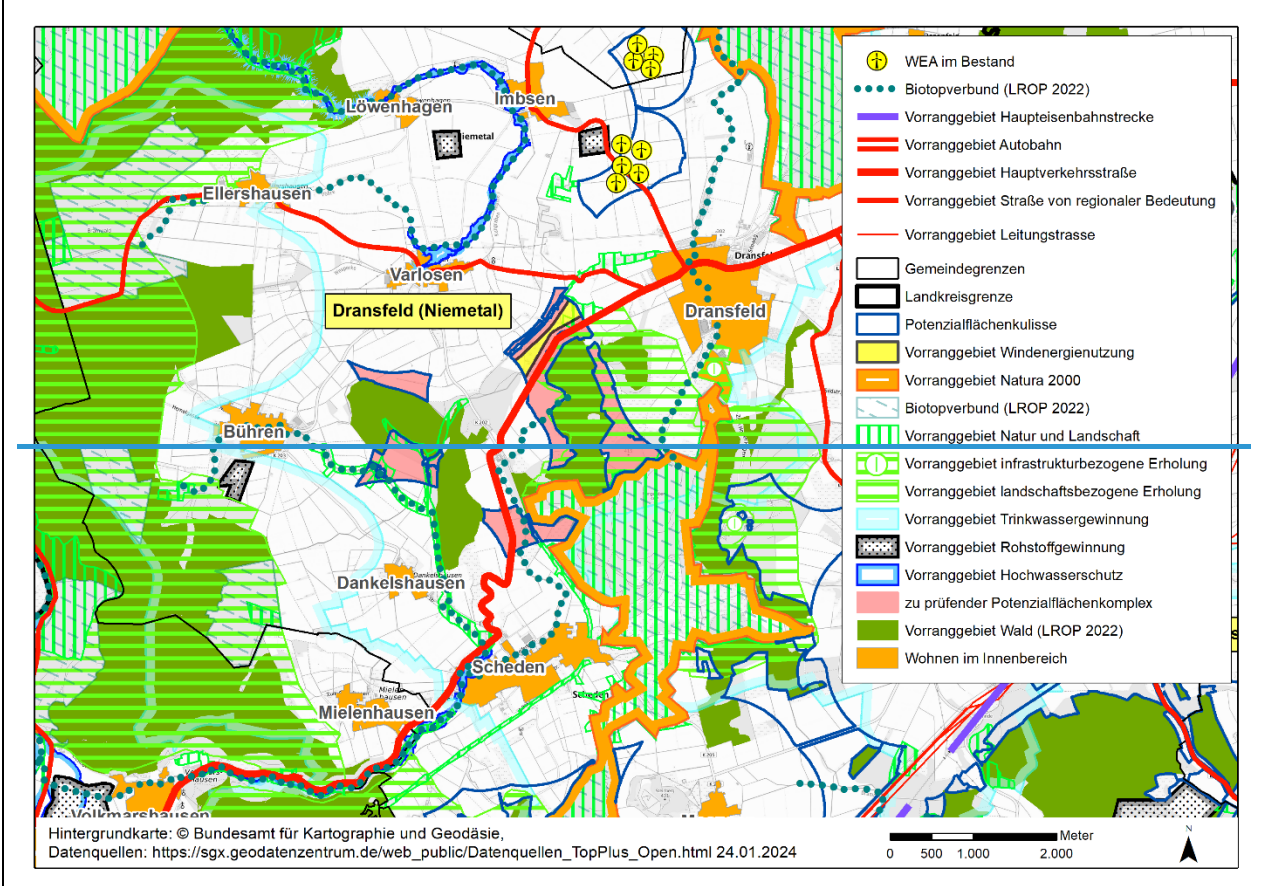 Löwenhagen
Imbsen
Niemetal
Ellershausen
Varlosen
Dransfeld (Niemetal)
Dransfeld
Bühren
Dankelshausen
Dankelshausen
Scheden
Scheden
Mielenhausen
Volkmarshausen
WEA im Bestand
Biotopverbund (LROP 2022)
Vorranggebiet Haupteisenbahnstrecke
Vorranggebiet Autobahn
Vorranggebiet Hauptverkehrsstraße
Vorranggebiet Straße von regionaler Bedeutung
Vorranggebiet Leitungstrasse
Gemeindegrenzen
Landkreisgrenze
Potenzialflächenkulisse
Vorranggebiet Windenergienutzung
Vorranggebiet Natura 2000
Biotopverbund (LROP 2022)
Vorranggebiet Natur und Landschaft
Vorranggebiet infrastrukturbezogene Erholung
Vorranggebiet landschaftsbezogene Erholung
Vorranggebiet Trinkwassergewinnung
Vorranggebiet Rohstoffgewinnung
Vorranggebiet Hochwasserschutz
zu prüfender Potenzialflächenkomplex
Vorranggebiet Wald (LROP 2022)
Wohnen im Innenbereich
Hintergrundkarte: © Bundesamt für Kartographie und Geodäsie,
Datenquellen: https://sgx.geodatenzentrum.de/web_public/Datenquellen_TopPlus_Open.html 24.01.2024
Meter
0 500 1.000 2.000
N